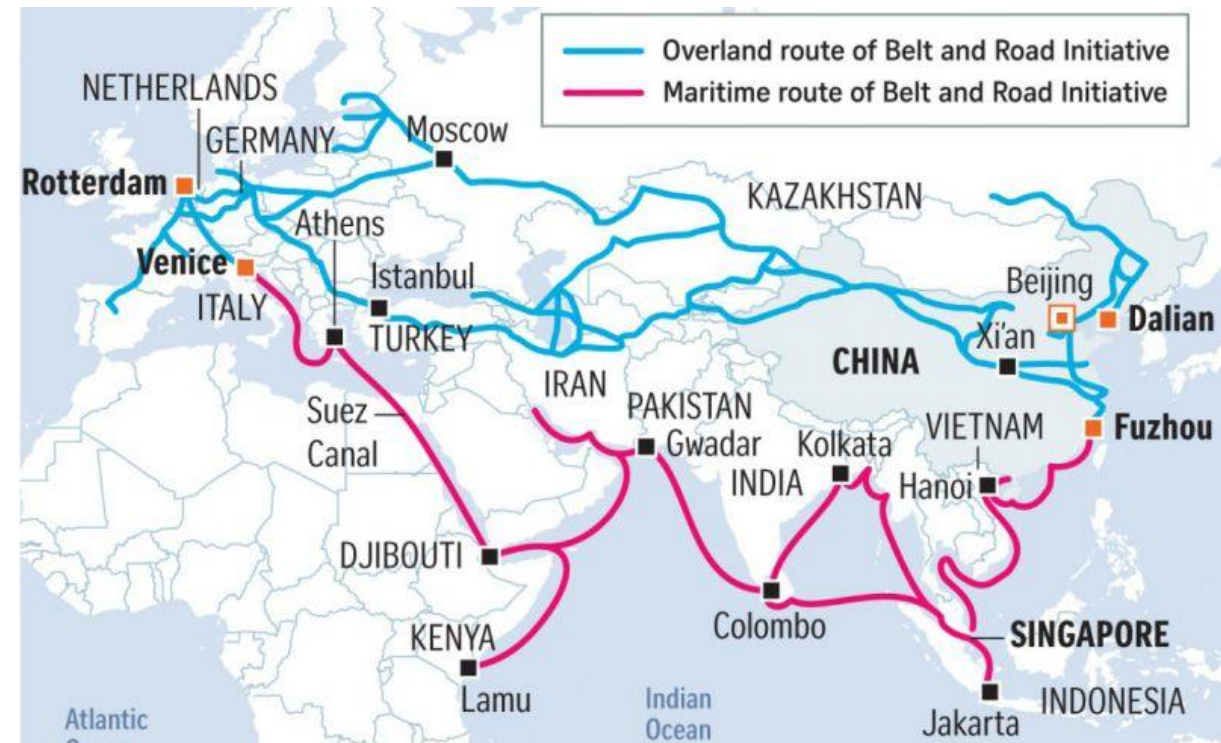 Overland route of Belt and Road Initiative
Maritime route of Belt and Road Initiative
NETHERLANDS
GERMANY
Moscow
Rotterdam
KAZAKHSTAN
Athens
Venice
Istanbul
Beijing
ITALY
TURKEY
Xi'an
Dalian
CHINA
IRAN
PAKISTAN
Suez
Canal
Gwadar
Kolkata
VIETNAM
Fuzhou
INDIA
Hanoi
DJIBOUTI
Colombo
SINGAPORE
KENYA
Lamu
Indian
Ocean
INDONESIA
Jakarta
Atlantic